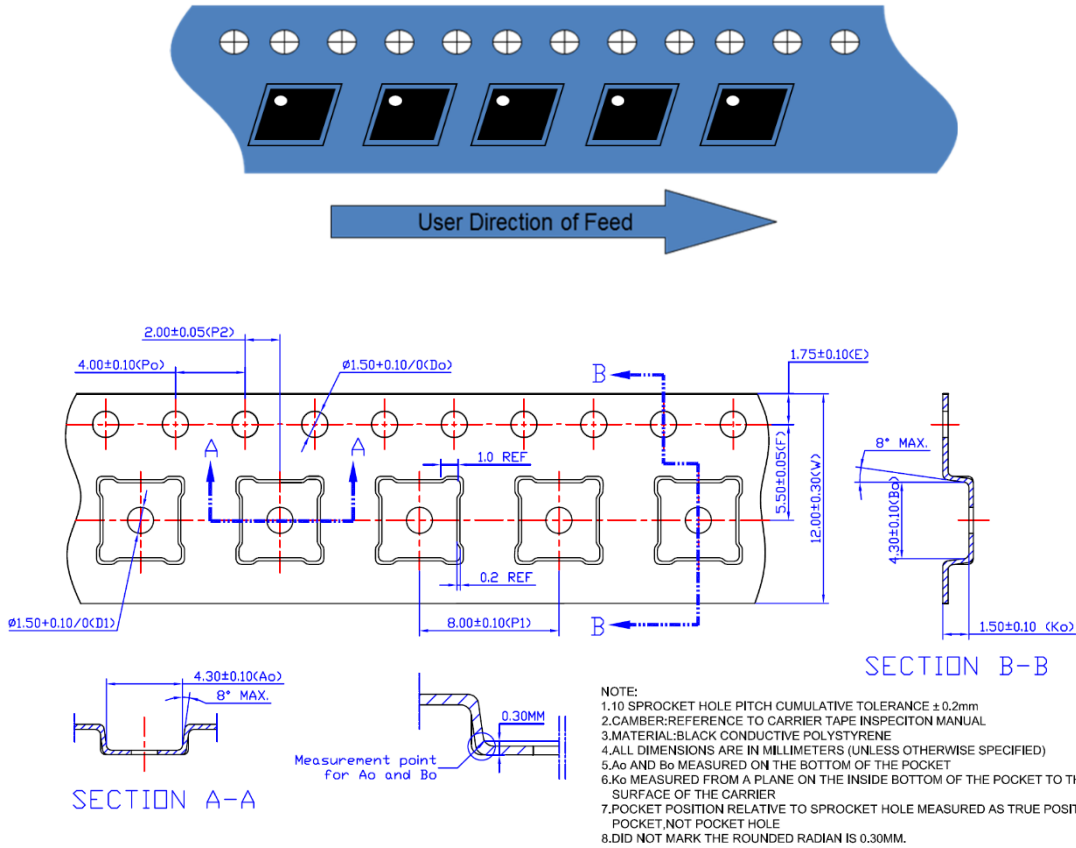 User Direction of Feed
2.00±0.05(P2)
4.00±0.10(Po)
Ø1.50+0.10/0(Do)
1.75±0.10(E)
B
A
A
1.0 REF
5.50±0.05(F)
12.00±0.30(W)
8° MAX.
4.30±0.10(Bo)
0.2 REF
Ø1.50+0.10/0(D1)
8.00±0.10(P1)
B
1.50±0.10 (Ko)
SECTION B-B
4.30±0.10(Ao)
8° MAX.
SECTION A-A
0.30MM
Measurement point
for Ao and Bo
NOTE:
1.10 SPROCKET HOLE PITCH CUMULATIVE TOLERANCE ±0.2mm
2.CAMBER:REFERENCE TO CARRIER TAPE INSPECITON MANUAL
3.MATERIAL:BLACK CONDUCTIVE POLYSTYRENE
4.ALL DIMENSIONS ARE IN MILLIMETERS (UNLESS OTHERWISE SPECIFIED)
5.Ao AND Bo MEASURED ON THE BOTTOM OF THE POCKET
6.Ko MEASURED FROM A PLANE ON THE INSIDE BOTTOM OF THE POCKET TO TH
SURFACE OF THE CARRIER
7.POCKET POSITION RELATIVE TO SPROCKET HOLE MEASURED AS TRUE POSIT
POCKET,NOT POCKET HOLE
8.DID NOT MARK THE ROUNDED RADIAN IS 0.30MM.